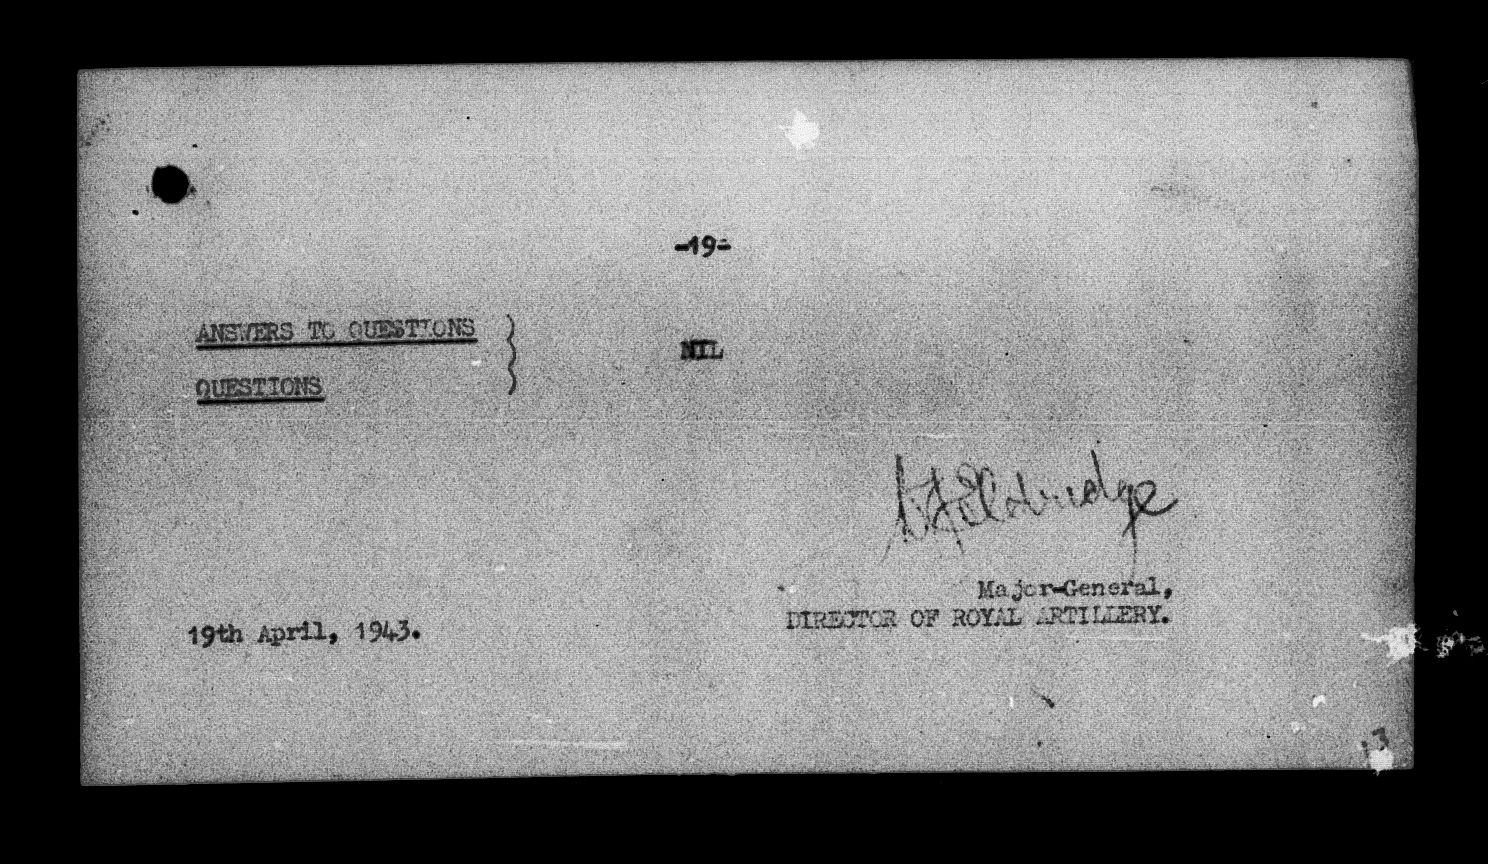 -19-
ANSWERS TO QUESTIONS } NIL
QUESTIONS
Major-General,
DIRECTOR OF ROYAL ARTILLERY.
19th April, 1943.